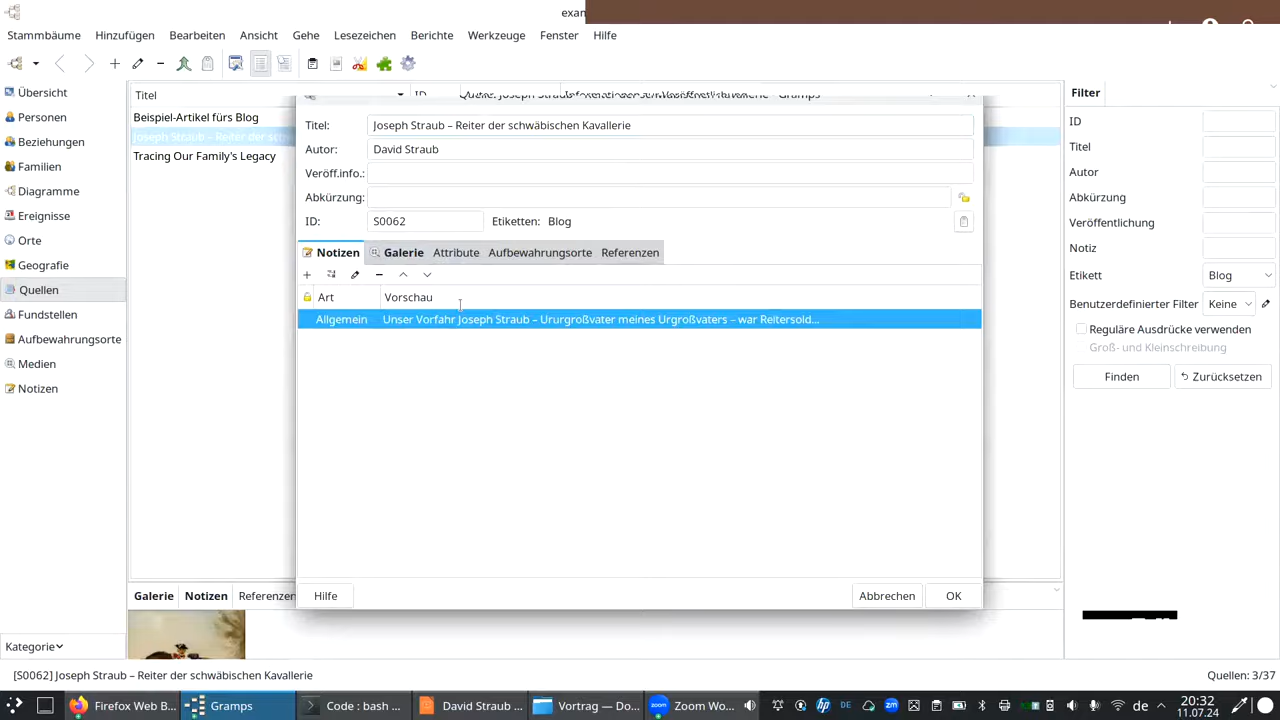 exan
Stammbäume Hinzufügen Bearbeiten Ansicht Gehe Lesezeichen Berichte Werkzeuge Fenster Hilfe
Übersicht
Personen
Beziehungen
Familien
Diagramme
Ereignisse
Orte
Geografie
Quellen
Fundstellen
Aufbewahrungsorte
Medien
Notizen
Kategorie
Titel ID
Beispiel-Artikel fürs Blog
Joseph Straub – Reiter der sch
Tracing Our Family's Legacy
Titel: Joseph Straub – Reiter der schwäbischen Kavallerie
Autor: David Straub
Veröff.info.:
Abkürzung:
ID: S0062 Etiketten: Blog
Notizen Galerie Attribute Aufbewahrungsorte Referenzen
Art Vorschau
Allgemein Unser Vorfahr Joseph Straub – Ururgroßvater meines Urgroßvaters – war Reitersold...
Hilfe Abbrechen OK
Galerie Notizen Referenzen
Filter
ID
Titel
Autor
Abkürzung
Veröffentlichung
Notiz
Etikett Blog
Benutzerdefinierter Filter Keine
Reguläre Ausdrücke verwenden
Groß- und Kleinschreibung
Finden Zurücksetzen
[S0062] Joseph Straub – Reiter der schwäbischen Kavallerie Quellen: 3/37
Firefox Web B... Gramps Code : bash ... David Straub ... Vortrag — Do... Zoom Wo... DE de 20:32
11.07.24